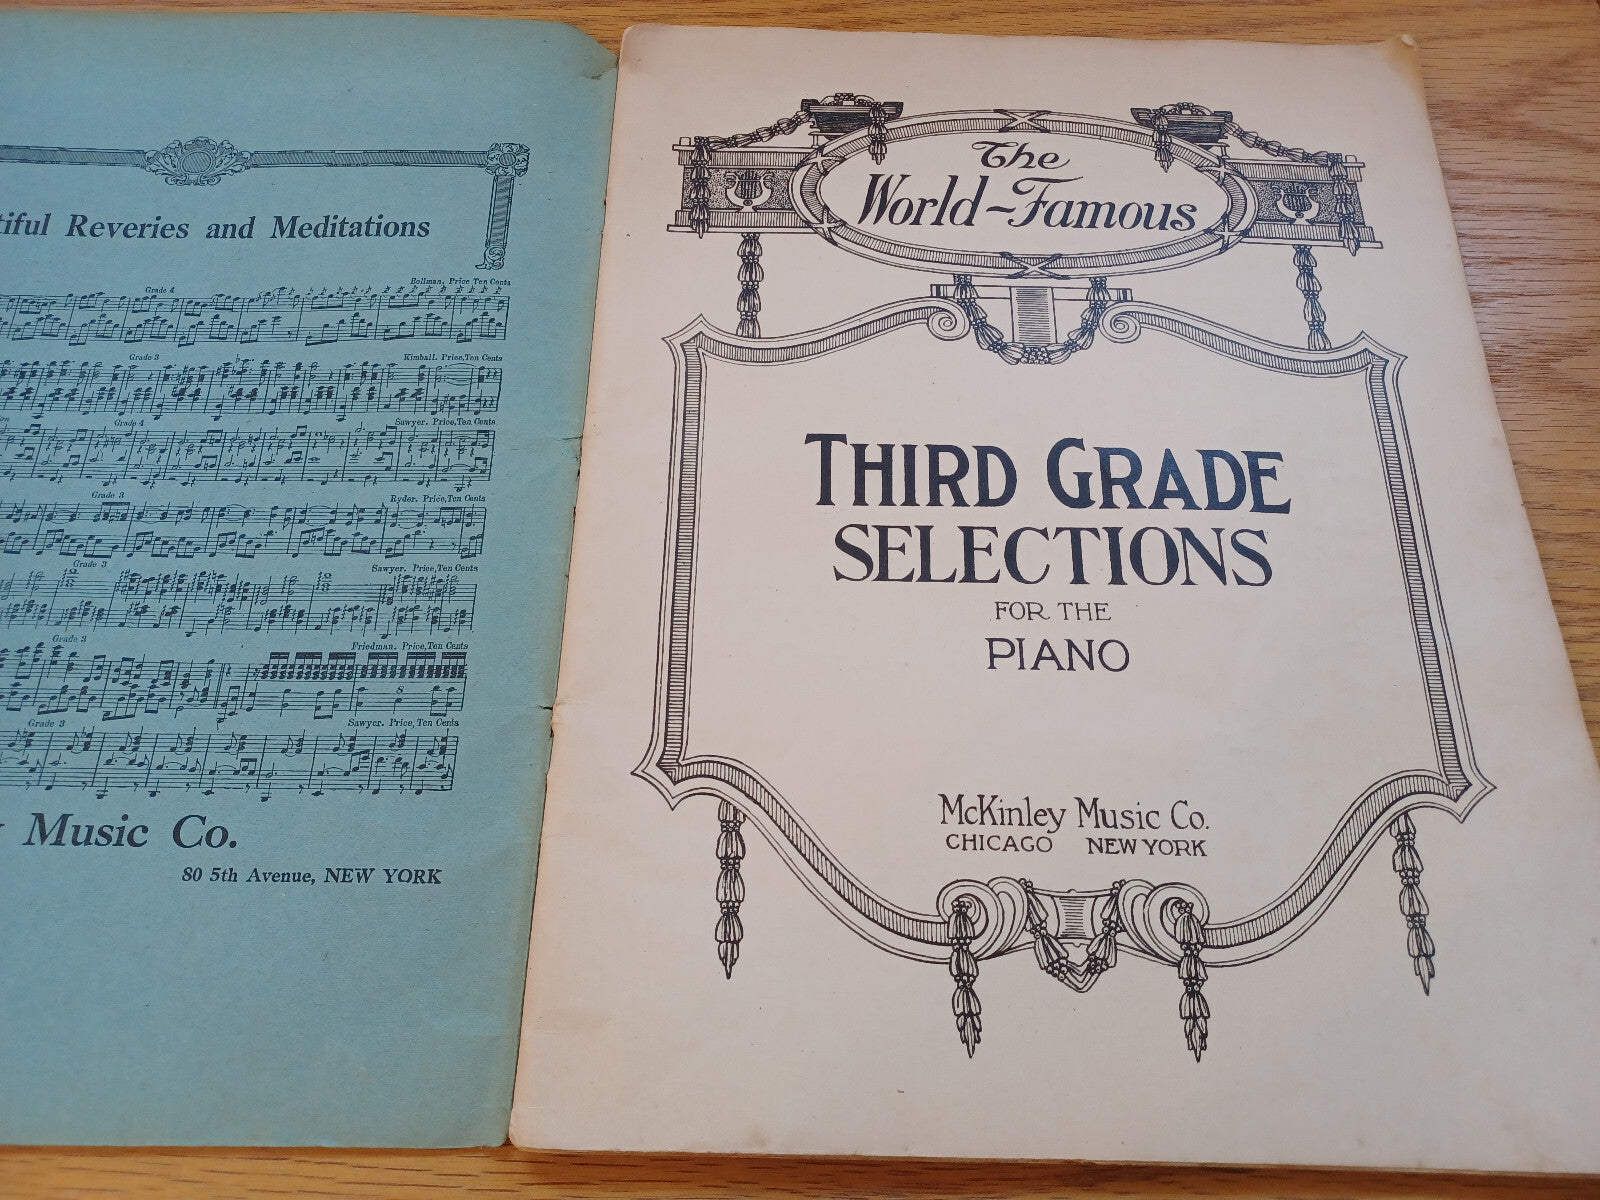 tiful Reveries and Meditations
Grade 4 Bollman. Price Ten Cents
Grade 3 Kimball. Price, Ten Cents
Grade 4 Sawyer. Price, Ten Cents
Grade 3 Ryder. Price, Ten Cents
Grade 3 Sawyer. Price, Ten Cents
Grade 3 Friedman. Price, Ten Cents
8
Grade 3 Sawyer. Price, Ten Cents
Music Co.
80 5th Avenue, NEW YORK
The
World-Famous
THIRD GRADE
SELECTIONS
FOR THE
PIANO
McKinley Music Co.
CHICAGO NEW YORK